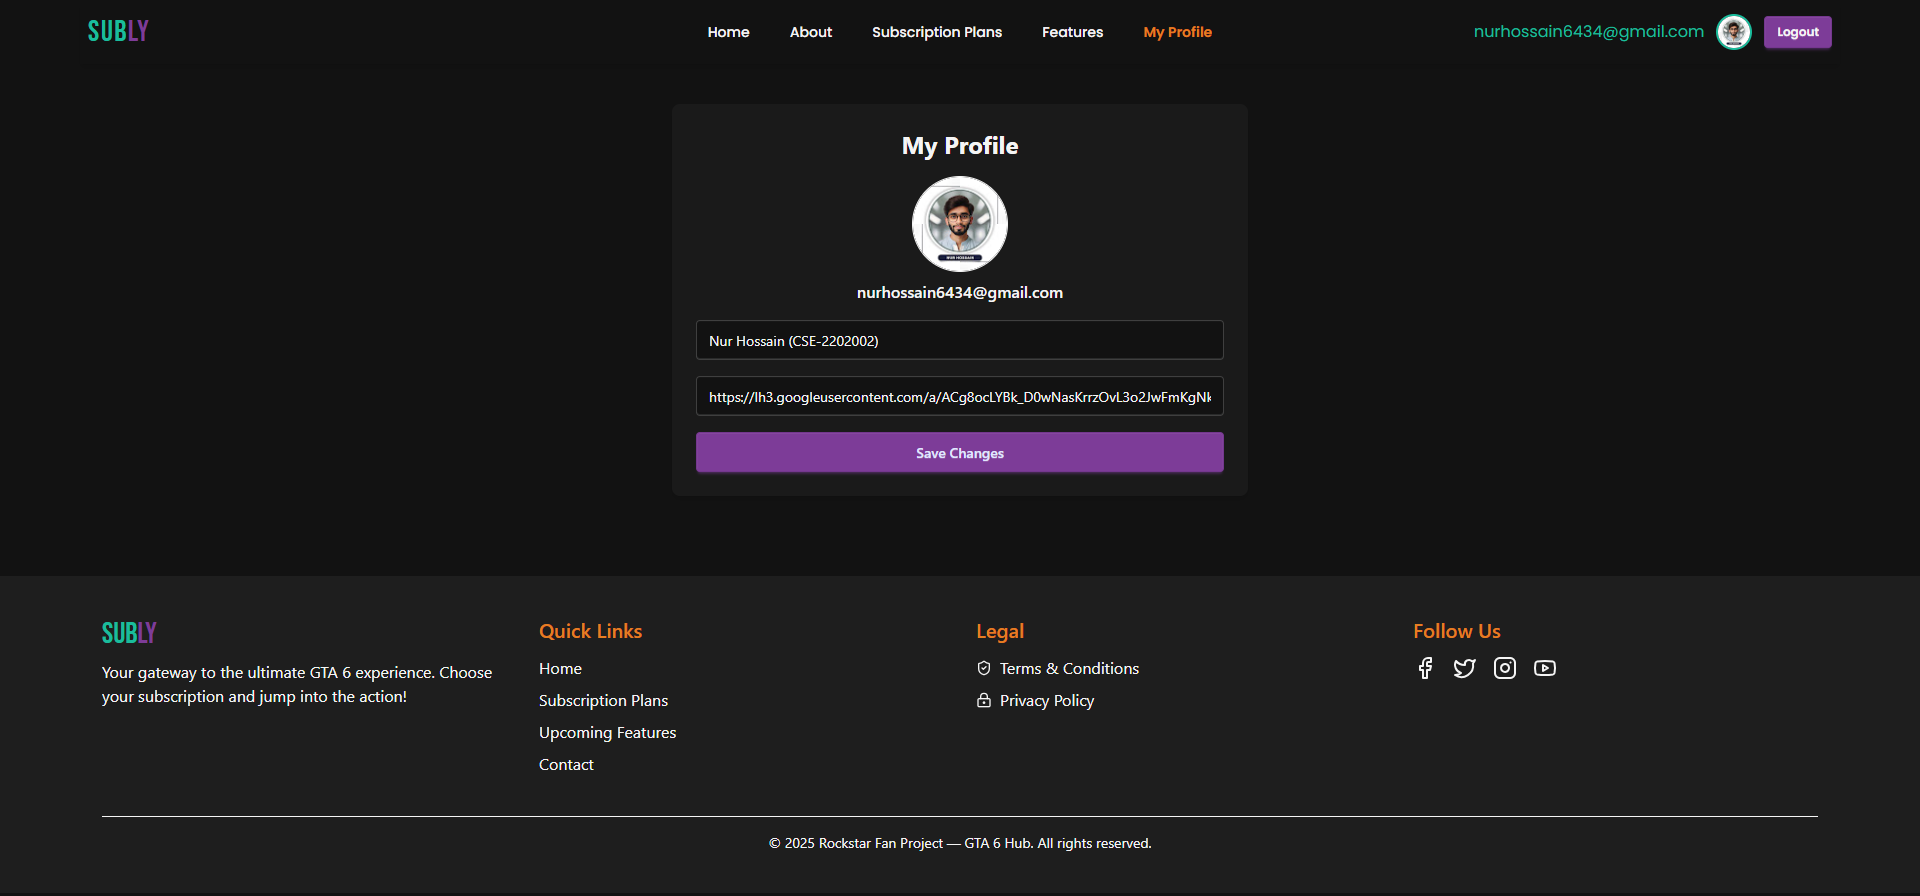 SUBLY
Home
About
Subscription Plans
Features
My Profile
nurhossain6434@gmail.com
Logout
My Profile
NUR HOSSAIN
nurhossain6434@gmail.com
Nur Hossain (CSE-2202002)
https://lh3.googleusercontent.com/a/ACg8ocLYBk_D0wNasKrrzOvL3o2JwFmKgNk
Save Changes
SUBLY
Your gateway to the ultimate GTA 6 experience. Choose
your subscription and jump into the action!
Quick Links
Home
Subscription Plans
Upcoming Features
Contact
Legal
Terms & Conditions
Privacy Policy
Follow Us
© 2025 Rockstar Fan Project — GTA 6 Hub. All rights reserved.